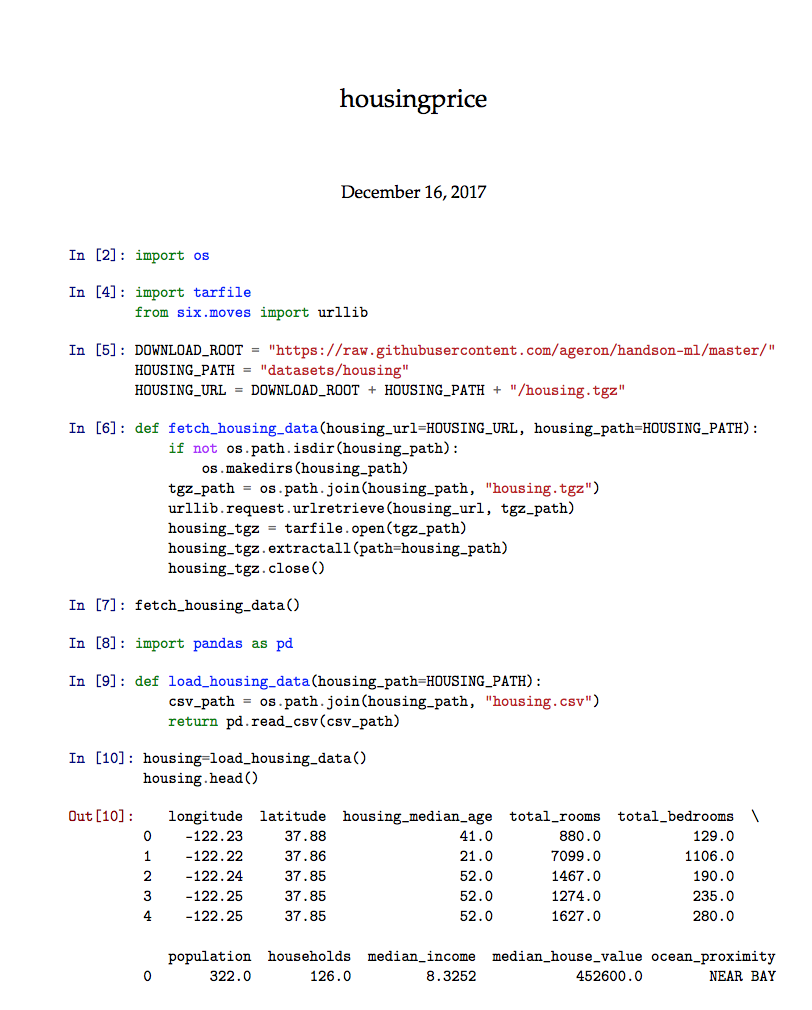 housingprice
December 16, 2017
In [2]: import os
In [4]: import tarfile
from six.moves import urllib
In [5]: DOWNLOAD_ROOT = "https://raw.githubusercontent.com/ageron/handson-ml/master/"
HOUSING_PATH = "datasets/housing"
HOUSING_URL = DOWNLOAD_ROOT + HOUSING_PATH + "/housing.tgz"
In [6]: def fetch_housing_data(housing_url=HOUSING_URL, housing_path=HOUSING_PATH):
if not os.path.isdir(housing_path):
os.makedirs(housing_path)
tgz_path = os.path.join(housing_path, "housing.tgz")
urllib.request.urlretrieve(housing_url, tgz_path)
housing_tgz = tarfile.open(tgz_path)
housing_tgz.extractall(path=housing_path)
housing_tgz.close()
In [7]: fetch_housing_data()
In [8]: import pandas as pd
In [9]: def load_housing_data(housing_path=HOUSING_PATH):
csv_path = os.path.join(housing_path, "housing.csv")
return pd.read_csv(csv_path)
In [10]: housing=load_housing_data()
housing.head()
Out[10]: longitude latitude housing_median_age total_rooms total_bedrooms \
0 -122.23 37.88 41.0 880.0 129.0
1 -122.22 37.86 21.0 7099.0 1106.0
2 -122.24 37.85 52.0 1467.0 190.0
3 -122.25 37.85 52.0 1274.0 235.0
4 -122.25 37.85 52.0 1627.0 280.0
population households median_income median_house_value ocean_proximity
0 322.0 126.0 8.3252 452600.0 NEAR BAY